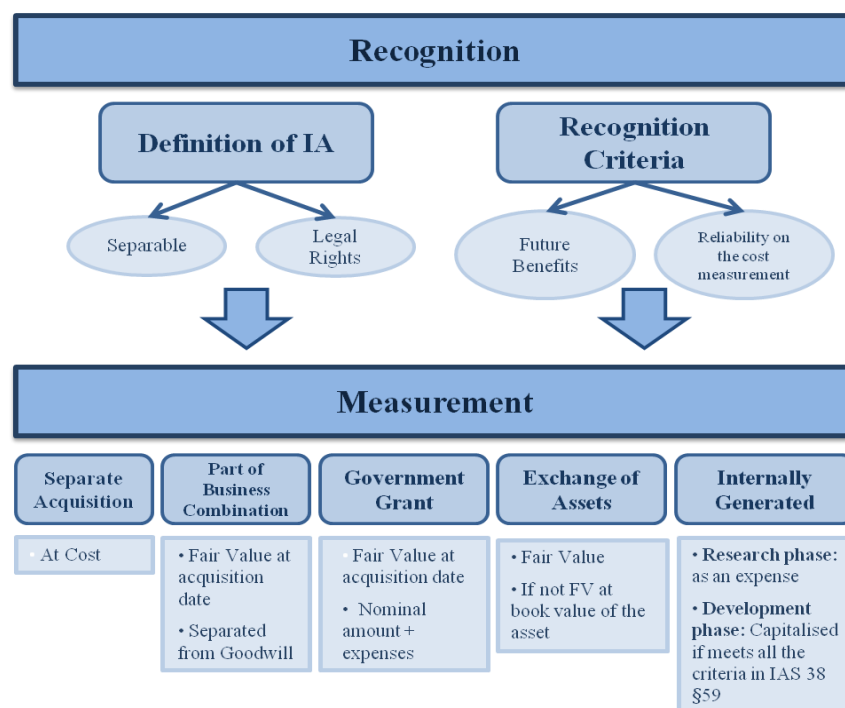 Recognition
Definition of IA
Recognition
Criteria
Separable
Legal
Rights
Future
Benefits
Reliability on
the cost
measurement
Measurement
Separate
Acquisition
Part of
Business
Combination
Government
Grant
Exchange of
Assets
Internally
Generated
• At Cost
• Fair Value at
acquisition
date
• Separated
from Goodwill
• Fair Value at
acquisition date
• Nominal
amount +
expenses
• Fair Value
• If not FV at
book value of the
asset
• Research phase:
as an expense
• Development
phase: Capitalised
if meets all the
criteria in IAS 38
§59